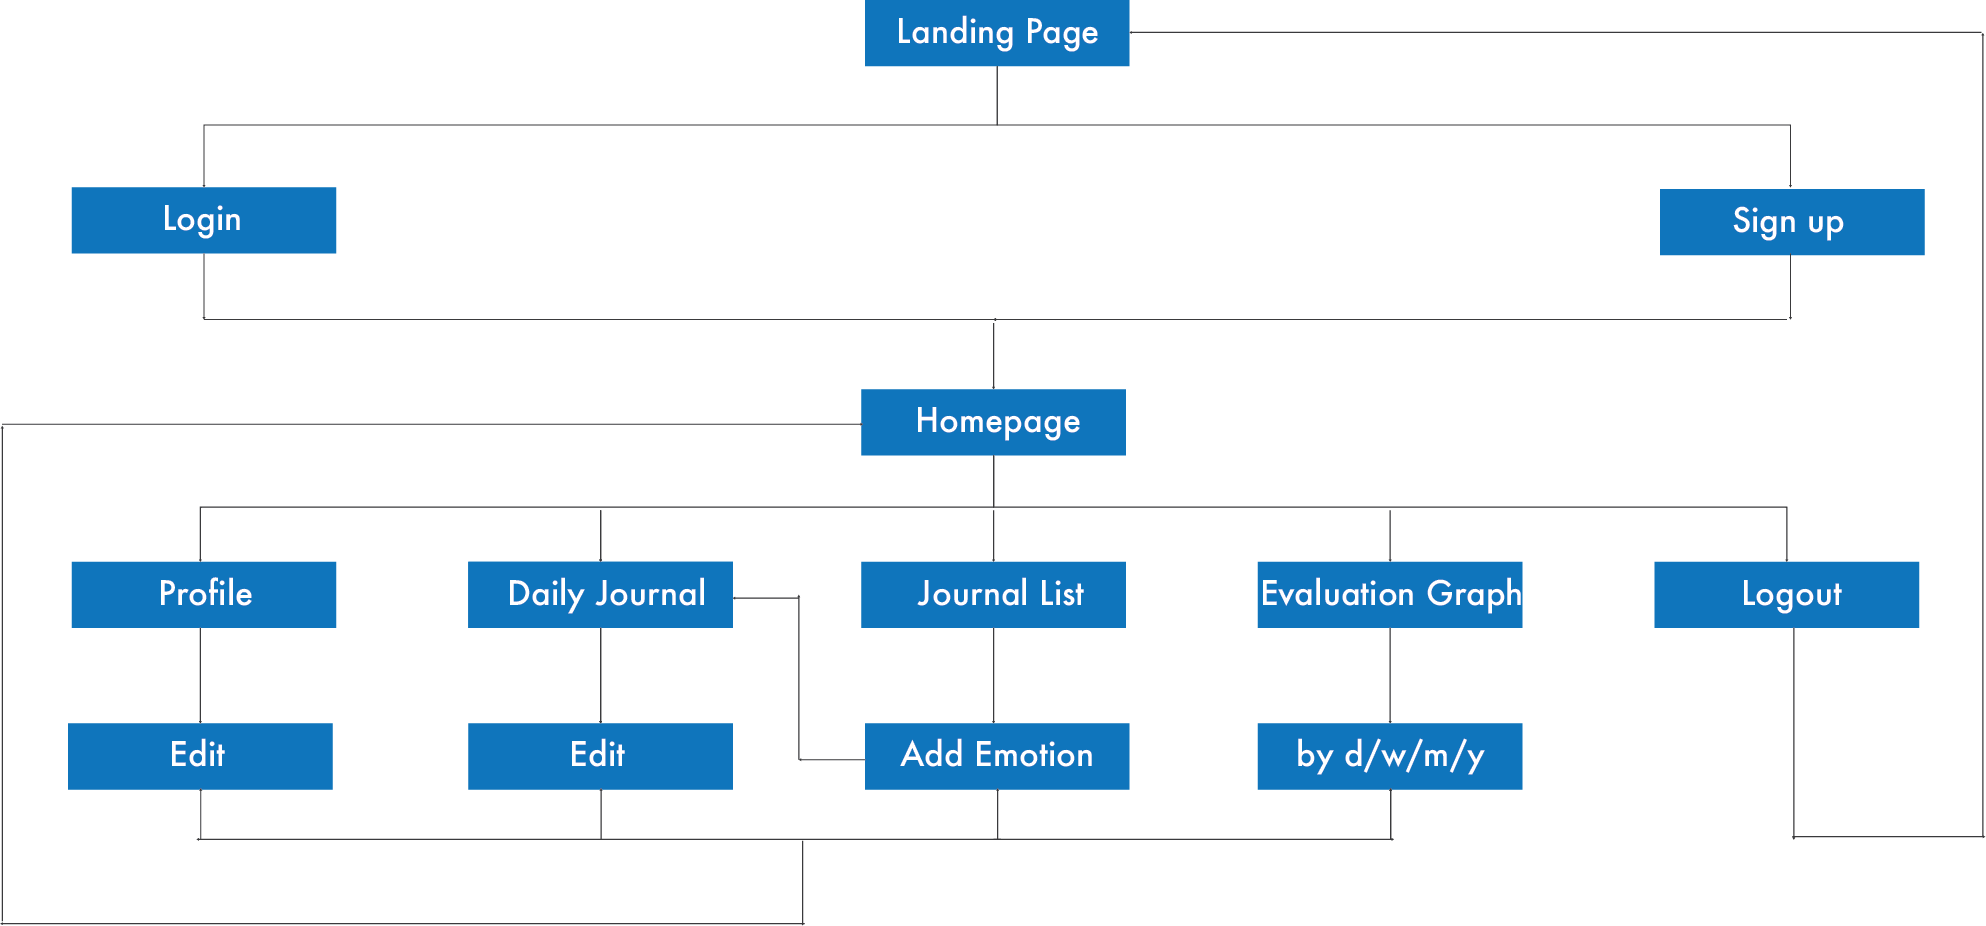 Landing Page
Login
Sign up
Homepage
Profile
Daily Journal
Journal List
Evaluation Graph
Logout
Edit
Edit
Add Emotion
by d/w/m/y